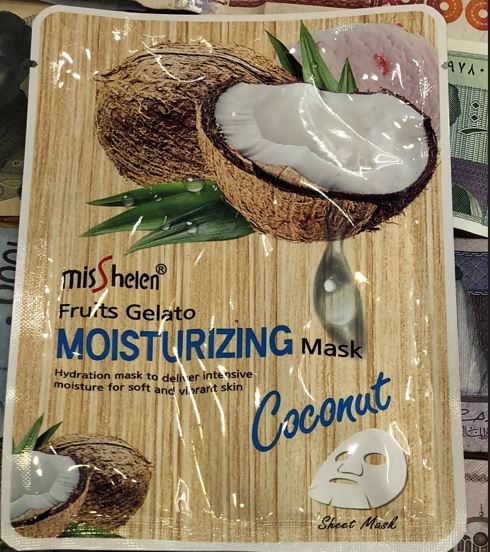 misShelen®
Fruits Gelato
MOISTURIZING Mask
Hydration mask to deliver intensive
moisture for soft and vibrant skin
Coconut
Sheet Mask